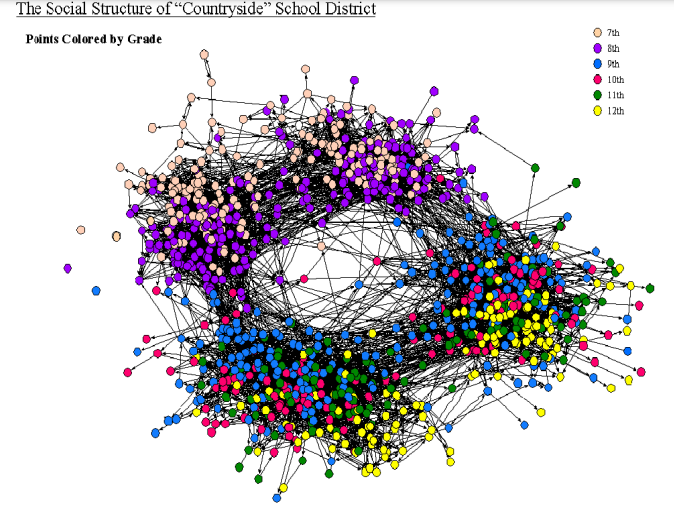 The Social Structure of “Countryside” School District
Points Colored by Grade
7th
8th
9th
10th
11th
12th